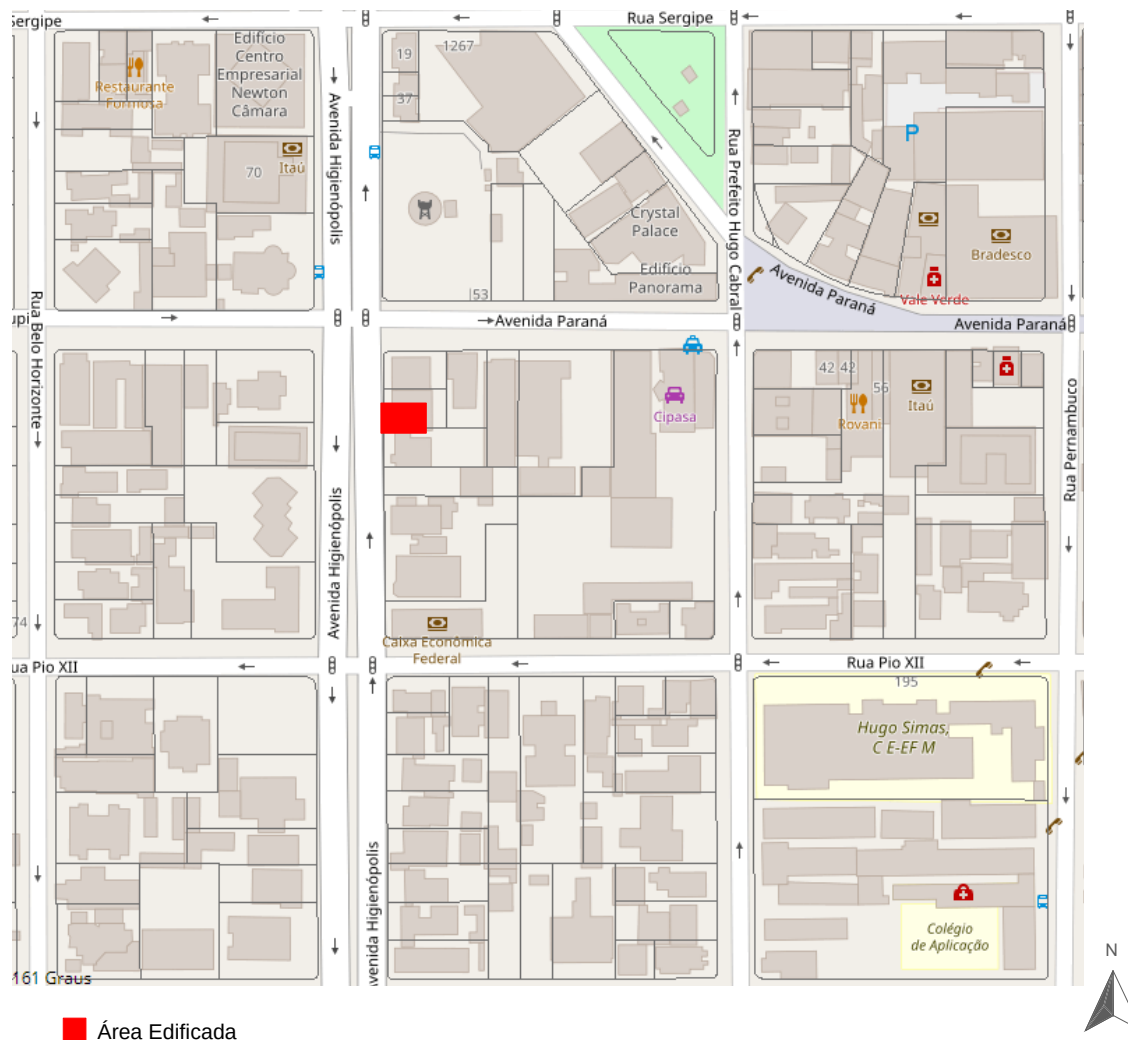 Sergipe
Rua Sergipe
Edifício
Centro
Empresarial
Newton
Câmara
Restaurante
Formosa
19
37
1267
Itaú
70
Avenida Higienópolis
Crystal
Palace
Edifício
Panorama
53
Rua Prefeito Hugo Cabral
P
Bradesco
Vale Verde
Avenida Paraná
upi
Avenida Paraná
Avenida Paraná
Rua Belo Horizonte
Cipasa
42
42
56
Rovani
Itaú
Rua Pernambuco
Avenida Higienópolis
74
Caixa Econômica
Federal
ua Pio XII
Rua Pio XII
195
Hugo Simas,
C E-EF M
Avenida Higienópolis
Colégio
de Aplicação
161 Graus
N
Área Edificada